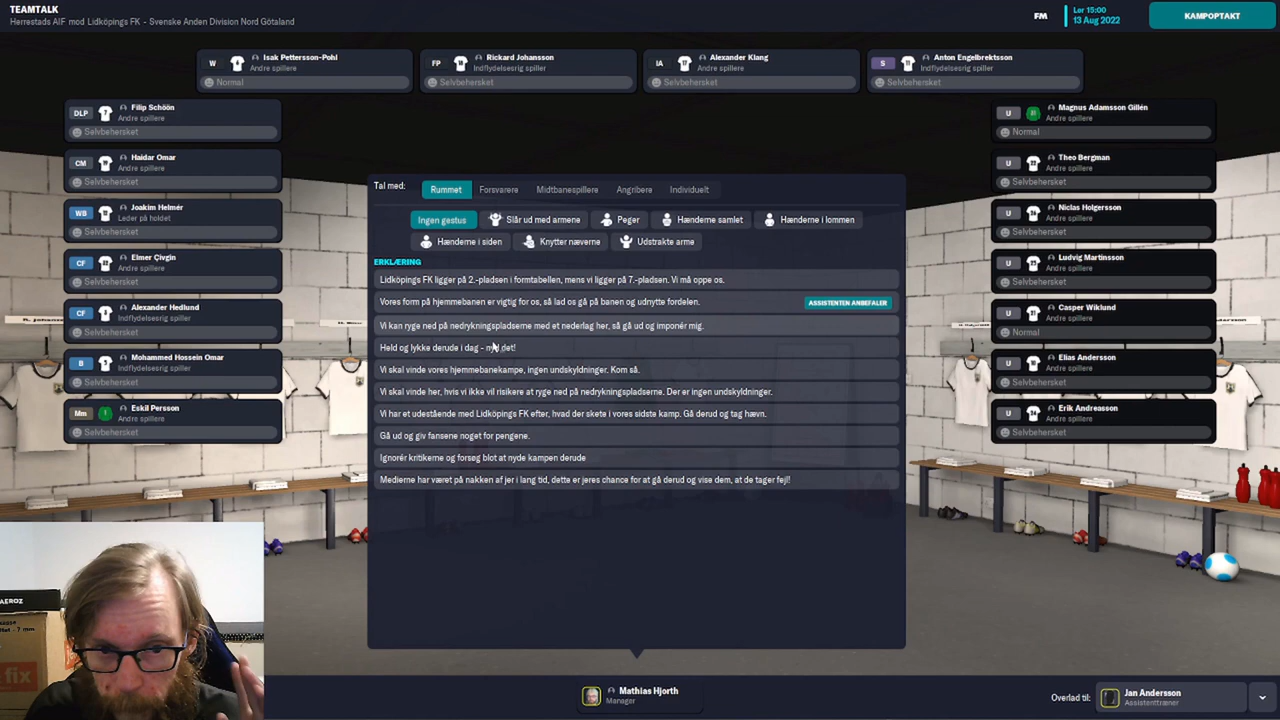 TEAMTALK
Herrestads AIF mod Lidköpings FK - Svenske Anden Division Nord Götaland
FM
Lør 15:00
13 Aug 2022
KAMPOPTAKT
W
Isak Pettersson-Pohl
Andre spillere
Normal
FP
Rickard Johansson
Indflydelsesrig spiller
Selvbehersket
IA
Alexander Klang
Andre spillere
Selvbehersket
S
Anton Engelbrektsson
Indflydelsesrig spiller
Selvbehersket
DLP
Filip Schöön
Andre spillere
Selvbehersket
CM
Haidar Omar
Andre spillere
Selvbehersket
WB
Joakim Helmér
Leder på holdet
Selvbehersket
CF
Elmer Çivgin
Andre spillere
Selvbehersket
CF
Alexander Hedlund
Indflydelsesrig spiller
Selvbehersket
B
Mohammed Hossein Omar
Indflydelsesrig spiller
Selvbehersket
Mm
Eskil Persson
Andre spillere
Selvbehersket
Tal med:
Rummet
Forsvarere
Midtbanespillere
Angribere
Individuelt
Ingen gestus
Slår ud med armene
Peger
Hænderne samlet
Hænderne i lommen
Hænderne i siden
Knytter næverne
Udstrakte arme
ERKLÆRING
Lidköpings FK ligger på 2.-pladsen i formtabellen, mens vi ligger på 7.-pladsen. Vi må oppe os.
Vores form på hjemmebanen er vigtig for os, så lad os gå på banen og udnytte fordelen.
ASSISTENTEN ANBEFALER
Vi kan ryge ned på nedrykningspladserne med et nederlag her, så gå ud og imponér mig.
Held og lykke derude i dag - nyd det!
Vi skal vinde vores hjemmebanekampe, ingen undskyldninger. Kom så.
Vi skal vinde her, hvis vi ikke vil risikere at ryge ned på nedrykningspladserne. Der er ingen undskyldninger.
Vi har et udestående med Lidköpings FK efter, hvad der skete i vores sidste kamp. Gå derud og tag hævn.
Gå ud og giv fansene noget for pengene.
Ignorér kritikerne og forsøg blot at nyde kampen derude
Medierne har været på nakken af jer i lang tid, dette er jeres chance for at gå derud og vise dem, at de tager fejl!
U
Magnus Adamsson Gillén
Andre spillere
Normal
U
Theo Bergman
Andre spillere
Selvbehersket
U
Niclas Holgersson
Andre spillere
Selvbehersket
U
Ludvig Martinsson
Andre spillere
Selvbehersket
U
Casper Wiklund
Andre spillere
Normal
U
Elias Andersson
Andre spillere
Selvbehersket
U
Erik Andreasson
Andre spillere
Selvbehersket
AEROZ
fix
Mathias Hjorth
Manager
Overlad til:
Jan Andersson
Assistenttræner